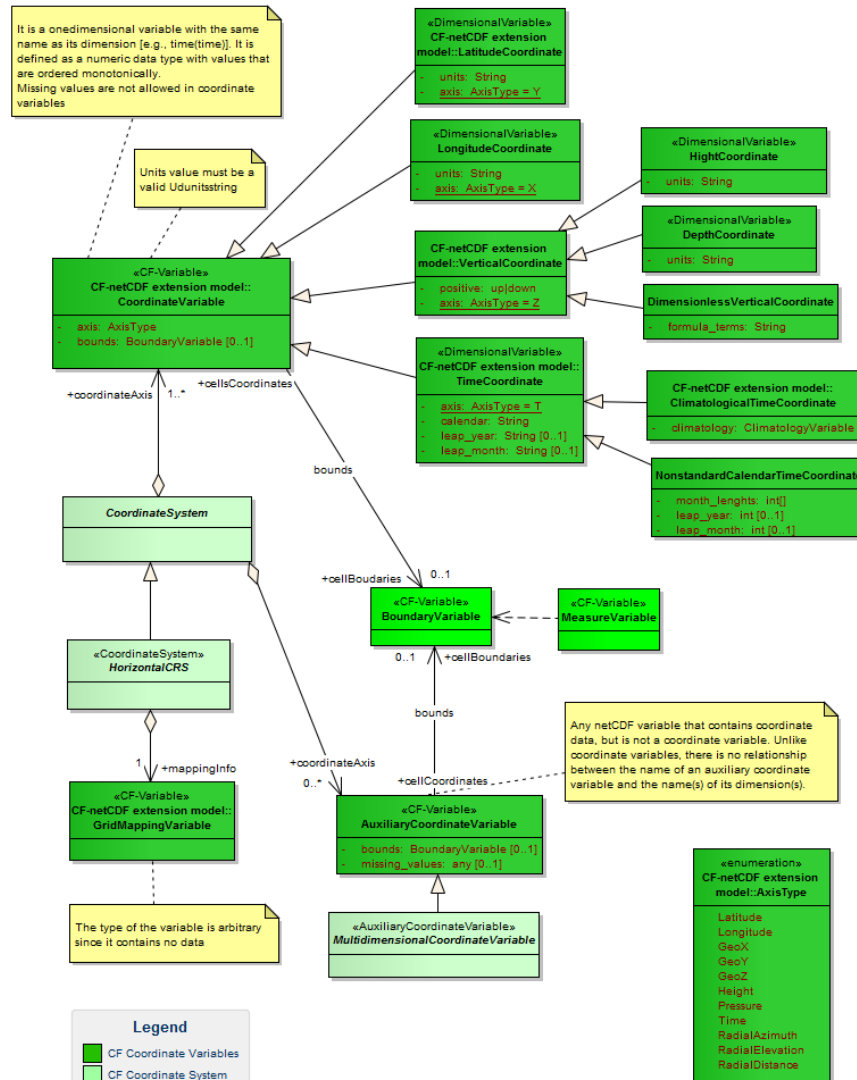 It is a onedimensional variable with the same
name as its dimension [e.g., time(time)]. It is
defined as a numeric data type with values that
are ordered monotonically.
Missing values are not allowed in coordinate
variables
Units value must be a
valid Udunitsstring
«DimensionalVariable»
CF-netCDF extension
model::LatitudeCoordinate
- units: String
- axis: AxisType = Y
«DimensionalVariable»
LongitudeCoordinate
- units: String
- axis: AxisType = X
«DimensionalVariable»
HightCoordinate
- units: String
«DimensionalVariable»
DepthCoordinate
- units: String
CF-netCDF extension
model::VerticalCoordinate
- positive: up|down
- axis: AxisType = Z
DimensionlessVerticalCoordinate
- formula_terms: String
«CF-Variable»
CF-netCDF extension model::
CoordinateVariable
- axis: AxisType
- bounds: BoundaryVariable [0..1]
«DimensionalVariable»
CF-netCDF extension model::
TimeCoordinate
- axis: AxisType = T
- calendar: String
- leap_year: String [0..1]
- leap_month: String [0..1]
CF-netCDF extension model::
ClimatologicalTimeCoordinate
- climatology: ClimatologyVariable
NonstandardCalendarTimeCoordinate
- month_lenghts: int[]
- leap_year: int [0..1]
- leap_month: int [0..1]
+coordinateAxis
1..*
+cellsCoordinates
bounds
CoordinateSystem
+cellBoudaries
0..1
«CF-Variable»
BoundaryVariable
«CF-Variable»
MeasureVariable
0..1
+cellBoundaries
«CoordinateSystem»
HorizontalCRS
bounds
1
+mappingInfo
+coordinateAxis
0..*
+cellCoordinates
Any netCDF variable that contains coordinate
data, but is not a coordinate variable. Unlike
coordinate variables, there is no relationship
between the name of an auxiliary coordinate
variable and the name(s) of its dimension(s).
«CF-Variable»
CF-netCDF extension model::
GridMappingVariable
«CF-Variable»
AuxiliaryCoordinateVariable
- bounds: BoundaryVariable [0..1]
- missing_values: any [0..1]
«AuxiliaryCoordinateVariable»
MultidimensionalCoordinateVariable
The type of the variable is arbitrary
since it contains no data
«enumeration»
CF-netCDF extension
model::AxisType
Latitude
Longitude
GeoX
GeoY
GeoZ
Height
Pressure
Time
RadialAzimuth
RadialElevation
RadialDistance
Legend
CF Coordinate Variables
CF Coordinate System